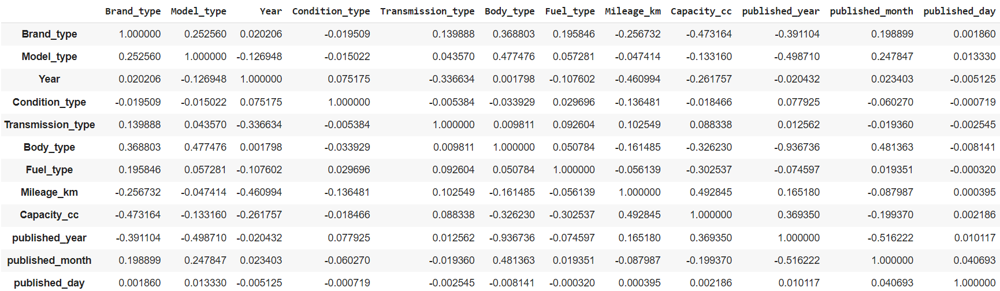 Brand_type Model_type Year Condition_type Transmission_type Body_type Fuel_type Mileage_km Capacity_cc published_year published_month published_day
Brand_type 1.000000 0.252560 0.020206 -0.019509 0.139888 0.368803 0.195846 -0.256732 -0.473164 -0.391104 0.198899 0.001860
Model_type 0.252560 1.000000 -0.126948 -0.015022 0.043570 0.477476 0.057281 -0.047414 -0.133160 -0.498710 0.247847 0.013330
Year 0.020206 -0.126948 1.000000 0.075175 -0.336634 0.001798 -0.107602 -0.460994 -0.261757 -0.020432 0.023403 -0.005125
Condition_type -0.019509 -0.015022 0.075175 1.000000 -0.005384 -0.033929 0.029696 -0.136481 -0.018466 0.077925 -0.060270 -0.000719
Transmission_type 0.139888 0.043570 -0.336634 -0.005384 1.000000 0.009811 0.092604 0.102549 0.088338 0.012562 -0.019360 -0.002545
Body_type 0.368803 0.477476 0.001798 -0.033929 0.009811 1.000000 0.050784 -0.161485 -0.326230 -0.936736 0.481363 -0.008141
Fuel_type 0.195846 0.057281 -0.107602 0.029696 0.092604 0.050784 1.000000 -0.056139 -0.302537 -0.074597 0.019351 -0.000320
Mileage_km -0.256732 -0.047414 -0.460994 -0.136481 0.102549 -0.161485 -0.056139 1.000000 0.492845 0.165180 -0.087987 0.000395
Capacity_cc -0.473164 -0.133160 -0.261757 -0.018466 0.088338 -0.326230 -0.302537 0.492845 1.000000 0.369350 -0.199370 0.002186
published_year -0.391104 -0.498710 -0.020432 0.077925 0.012562 -0.936736 -0.074597 0.165180 0.369350 1.000000 -0.516222 0.010117
published_month 0.198899 0.247847 0.023403 -0.060270 -0.019360 0.481363 0.019351 -0.087987 -0.199370 -0.516222 1.000000 0.040693
published_day 0.001860 0.013330 -0.005125 -0.000719 -0.002545 -0.008141 -0.000320 0.000395 0.002186 0.010117 0.040693 1.000000